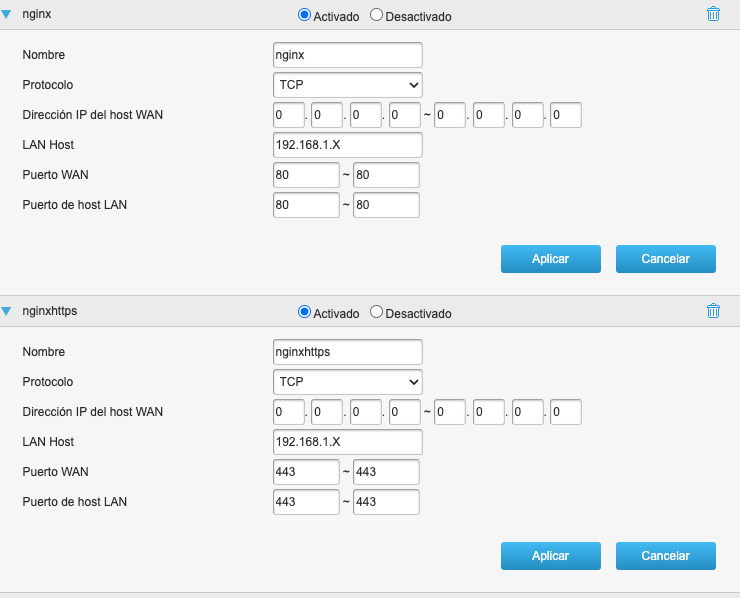 nginx Activado Desactivado
Nombre nginx
Protocolo TCP
Dirección IP del host WAN 0 . 0 . 0 . 0 ~ 0 . 0 . 0 . 0
LAN Host 192.168.1.X
Puerto WAN 80 ~ 80
Puerto de host LAN 80 ~ 80
Aplicar Cancelar
nginxhttps Activado Desactivado
Nombre nginxhttps
Protocolo TCP
Dirección IP del host WAN 0 . 0 . 0 . 0 ~ 0 . 0 . 0 . 0
LAN Host 192.168.1.X
Puerto WAN 443 ~ 443
Puerto de host LAN 443 ~ 443
Aplicar Cancelar